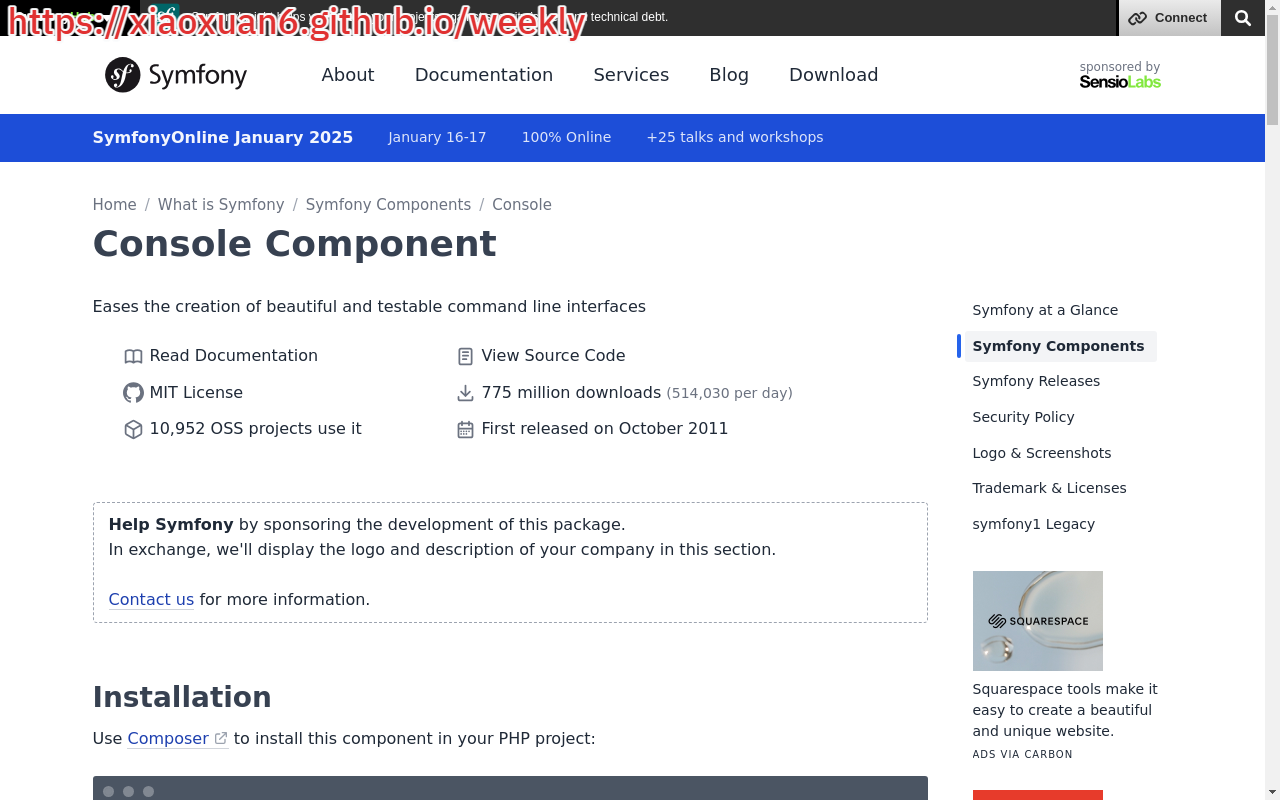 https://xiaoxuan6.github.io/weekly
technical debt.
Connect
Symfony
About
Documentation
Services
Blog
Download
sponsored by
SensioLabs
SymfonyOnline January 2025
January 16-17
100% Online
+25 talks and workshops
Home / What is Symfony / Symfony Components / Console
Console Component
Eases the creation of beautiful and testable command line interfaces
Read Documentation
View Source Code
MIT License
775 million downloads (514,030 per day)
10,952 OSS projects use it
First released on October 2011
Help Symfony by sponsoring the development of this package.
In exchange, we'll display the logo and description of your company in this section.
Contact us for more information.
Installation
Use Composer to install this component in your PHP project:
Symfony at a Glance
Symfony Components
Symfony Releases
Security Policy
Logo & Screenshots
Trademark & Licenses
symfony1 Legacy
SQUARESPACE
Squarespace tools make it
easy to create a beautiful
and unique website.
ADS VIA CARBON